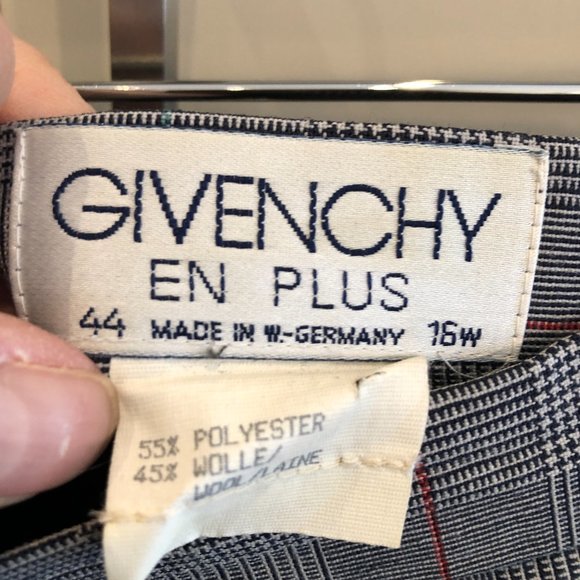 GIVENCHY
EN PLUS
44 MADE IN W.-GERMANY 16W
55% POLYESTER
45% WOLLE/
WOOL/LAINE